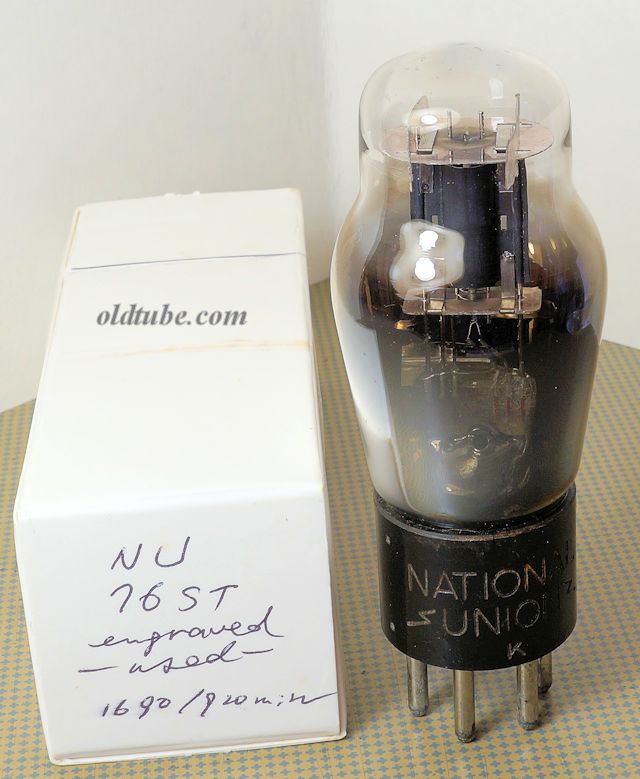 oldtube.com
NU
76 ST
engraved
- used -
1690/920 min
NATIONAL
UNION
K